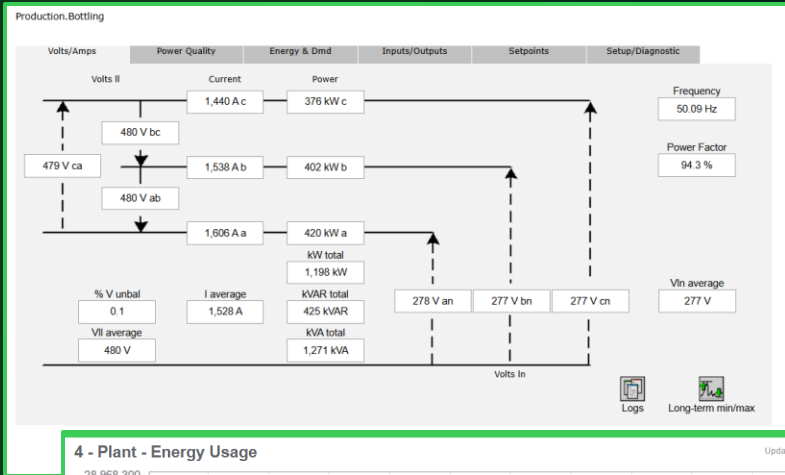 Production.Bottling
Volts/Amps Power Quality Energy & Dmd Inputs/Outputs Setpoints Setup/Diagnostic
Volts ll Current Power
Frequency
1,440 A c 376 kW c 50.09 Hz
480 V bc
Power Factor
479 V ca 1,538 A b 402 kW b 94.3 %
480 V ab
1,606 A a 420 kW a
kW total
1,198 kW
% V unbal I average kVAR total Vln average
0.1 1,528 A 425 kVAR 278 V an 277 V bn 277 V cn 277 V
Vll average kVA total
480 V 1,271 kVA
Volts ln
Logs Long-term min/max
4 - Plant - Energy Usage
28,968,300